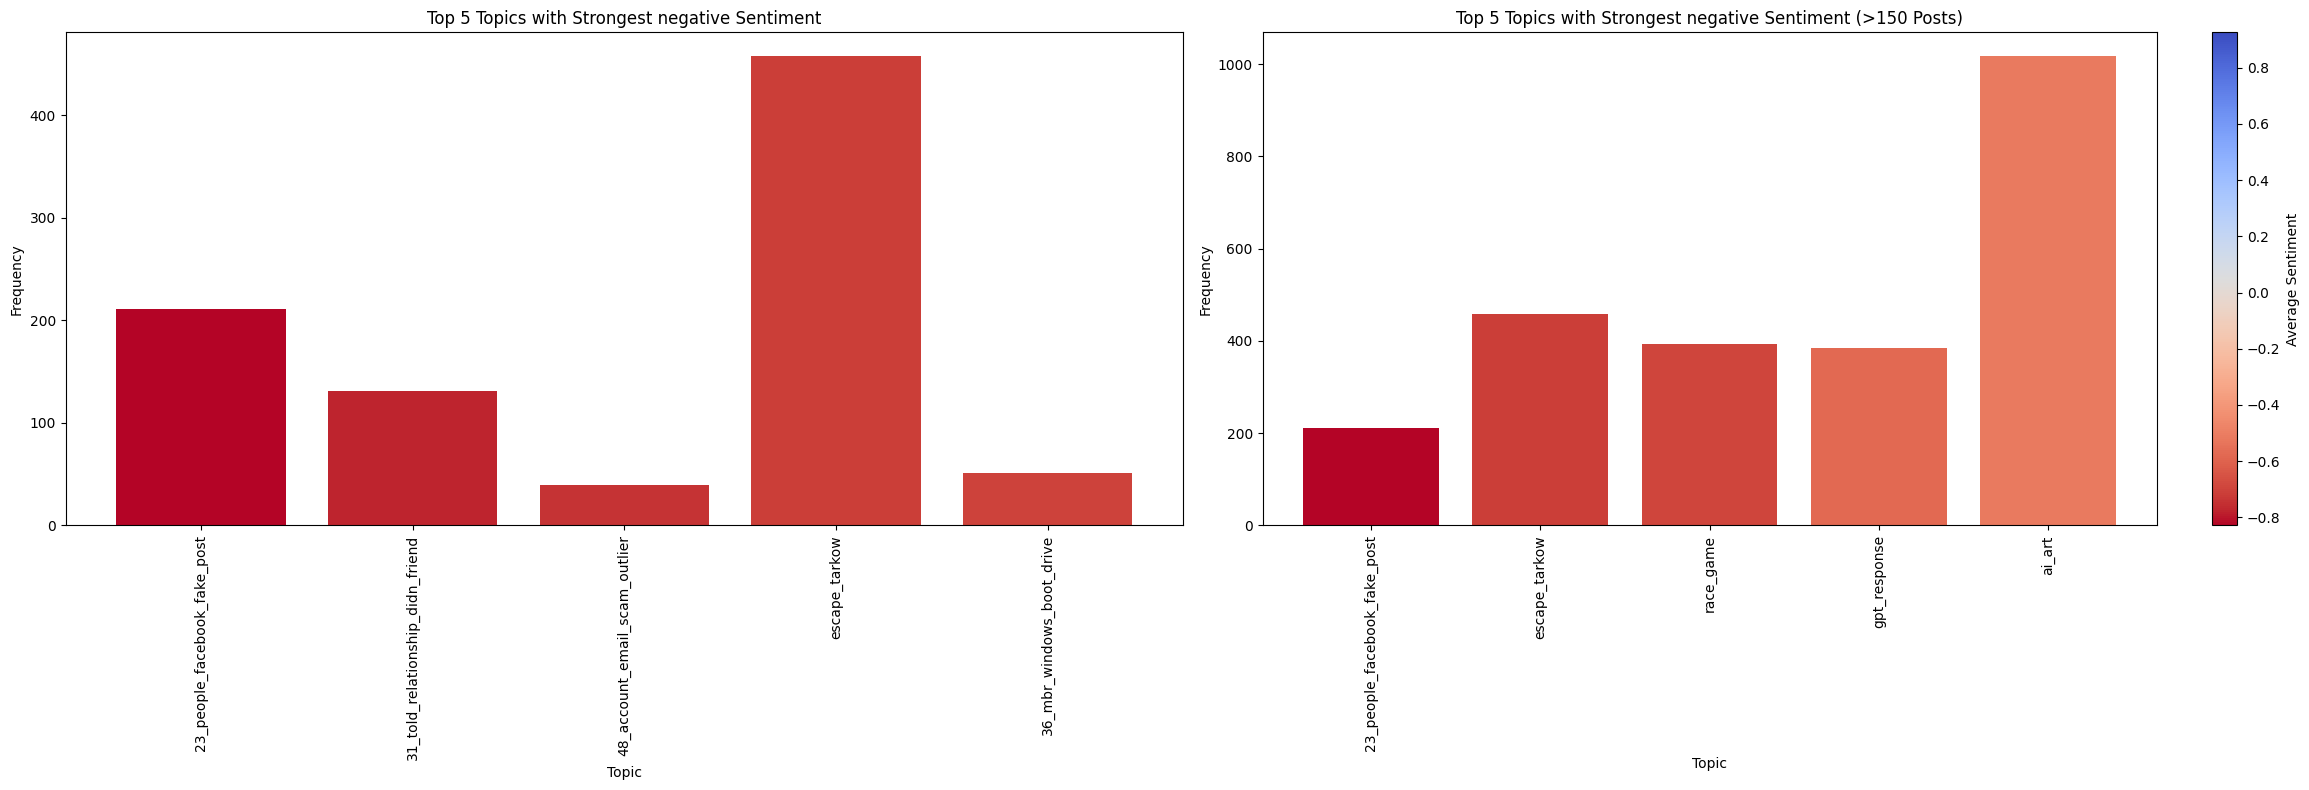 Top 5 Topics with Strongest negative Sentiment
Frequency
400
300
200
100
0
23_people_facebook_fake_post
31_told_relationship_didn_friend
48_account_email_scam_outlier
escape_tarkow
36_mbr_windows_boot_drive
Topic
Top 5 Topics with Strongest negative Sentiment (>150 Posts)
Frequency
1000
800
600
400
200
0
23_people_facebook_fake_post
escape_tarkow
race_game
gpt_response
ai_art
Topic
0.8
0.6
0.4
0.2
0.0
−0.2
−0.4
−0.6
−0.8
Average Sentiment